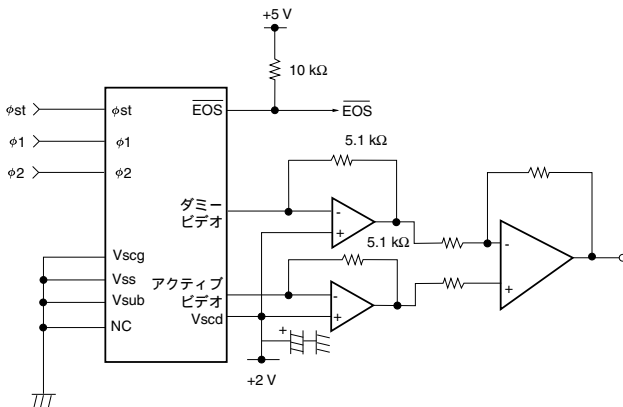 +5 V
10 kΩ
φst
φst
EOS
EOS
φ1
φ1
5.1 kΩ
φ2
φ2
ダミー
ビデオ
-
+
5.1 kΩ
-
+
Vscg
Vss
アクティブ
ビデオ
-
Vsub
Vscd
+
NC
+
+2 V